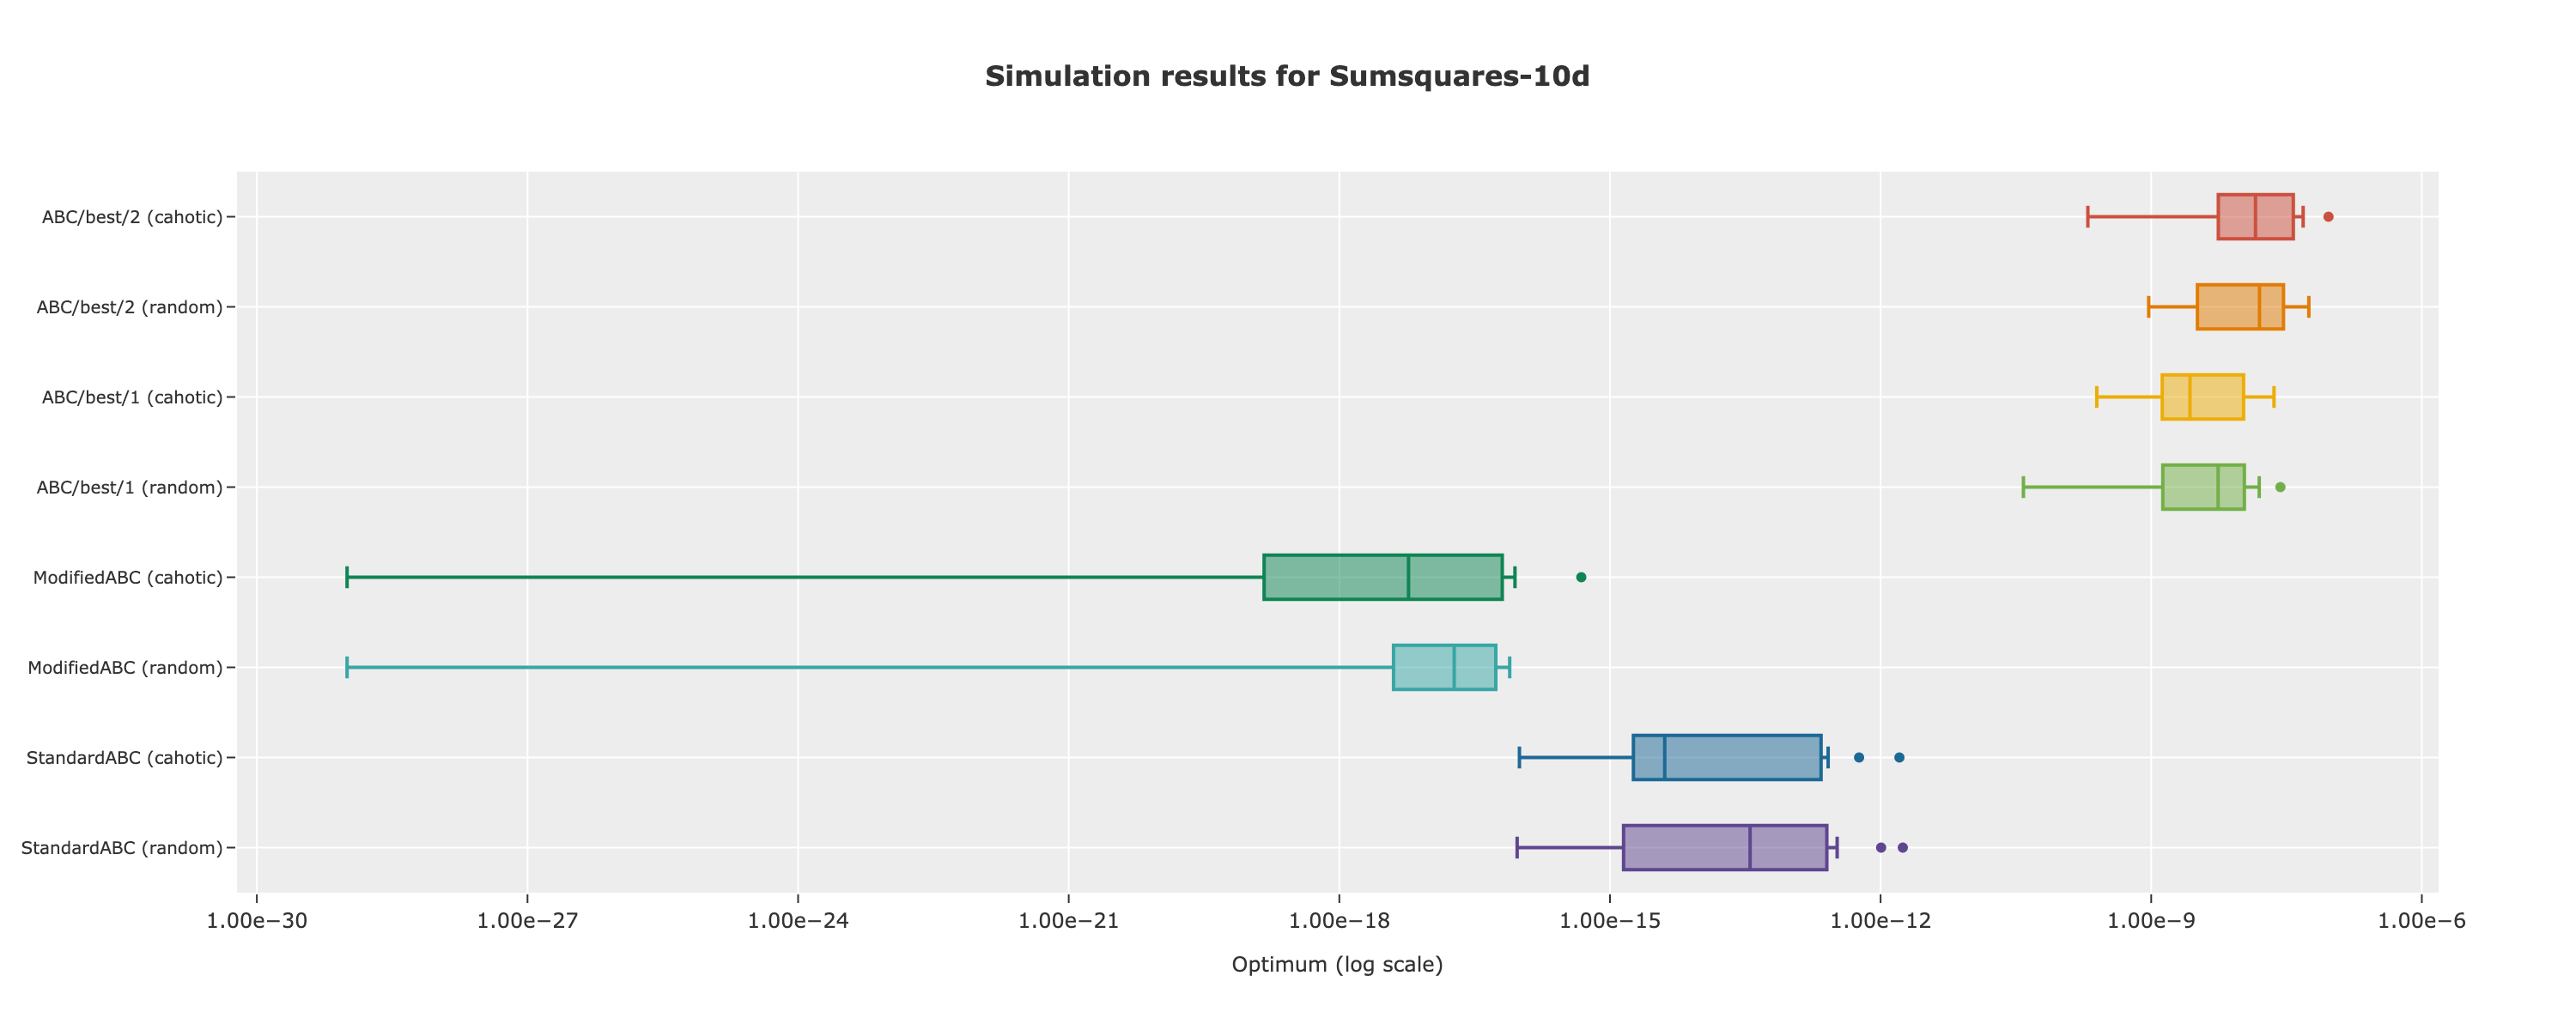 Simulation results for Sumsquares-10d
ABC/best/2 (cahotic)
ABC/best/2 (random)
ABC/best/1 (cahotic)
ABC/best/1 (random)
ModifiedABC (cahotic)
ModifiedABC (random)
StandardABC (cahotic)
StandardABC (random)
1.00e−30 1.00e−27 1.00e−24 1.00e−21 1.00e−18 1.00e−15 1.00e−12 1.00e−9 1.00e−6
Optimum (log scale)